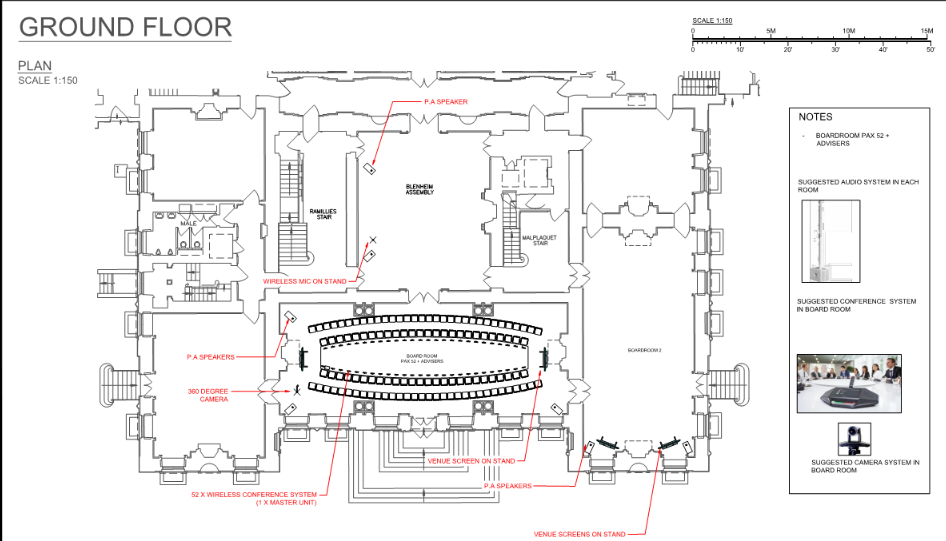 GROUND FLOOR
PLAN
SCALE 1:150
SCALE 1:150
0 5M 10M 15M
0 10' 20' 30' 40' 50'
P.A SPEAKER
BLENHEIM
ASSEMBLY
RAMILLIES
STAIR
MALE
MALPLAQUET
STAIR
WIRELESS MIC ON STAND
P.A SPEAKERS
BOARD ROOM
PAX 52 + ADVISERS
BOARDROOM 2
360 DEGREE
CAMERA
VENUE SCREEN ON STAND
P.A SPEAKERS
52 X WIRELESS CONFERENCE SYSTEM
(1 X MASTER UNIT)
VENUE SCREENS ON STAND
NOTES
- BOARDROOM PAX 52 +
ADVISERS
SUGGESTED AUDIO SYSTEM IN EACH
ROOM
SUGGESTED CONFERENCE SYSTEM
IN BOARD ROOM
SUGGESTED CAMERA SYSTEM IN
BOARD ROOM